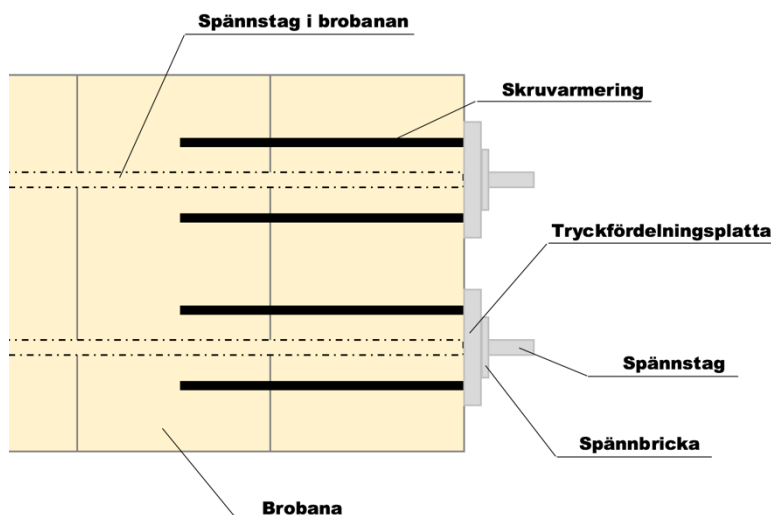 Spännstag i brobanan
Skruvarmering
Tryckfördelningsplatta
Spännstag
Spännbricka
Brobana